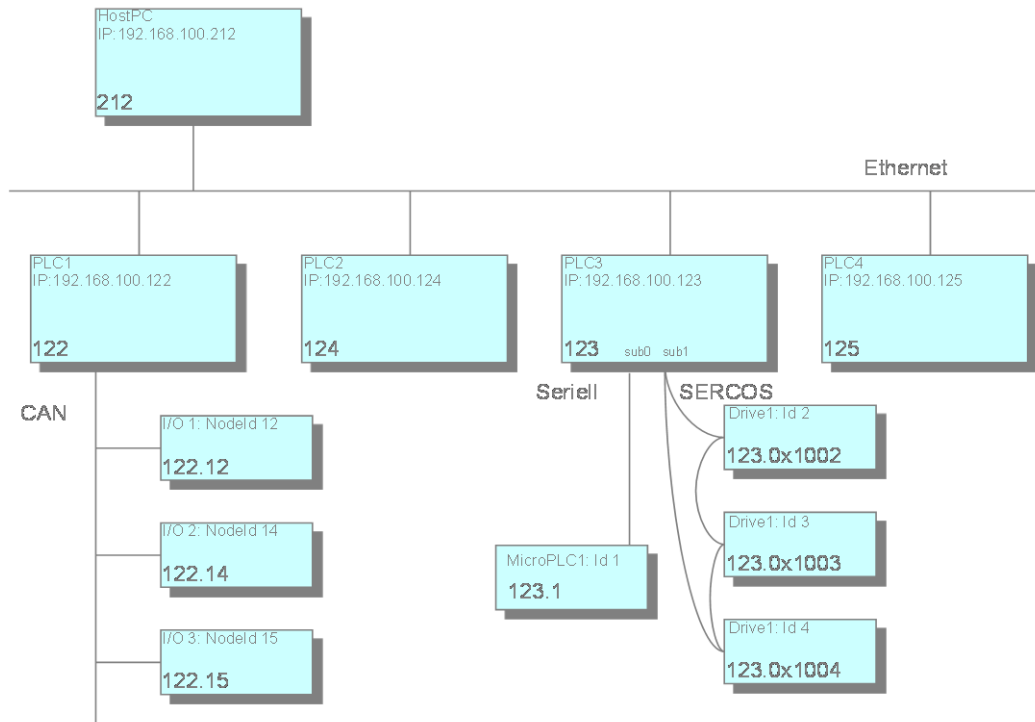 HostPC
IP:192.168.100.212
212
Ethernet
PLC1
IP:192.168.100.122
122
PLC2
IP:192.168.100.124
124
PLC3
IP:192.168.100.123
123 sub0 sub1
PLC4
IP:192.168.100.125
125
CAN
I/O 1: NodeId 12
122.12
I/O 2: NodeId 14
122.14
I/O 3: NodeId 15
122.15
Seriell
MicroPLC1: Id 1
123.1
SERCOS
Drive1: Id 2
123.0x1002
Drive1: Id 3
123.0x1003
Drive1: Id 4
123.0x1004